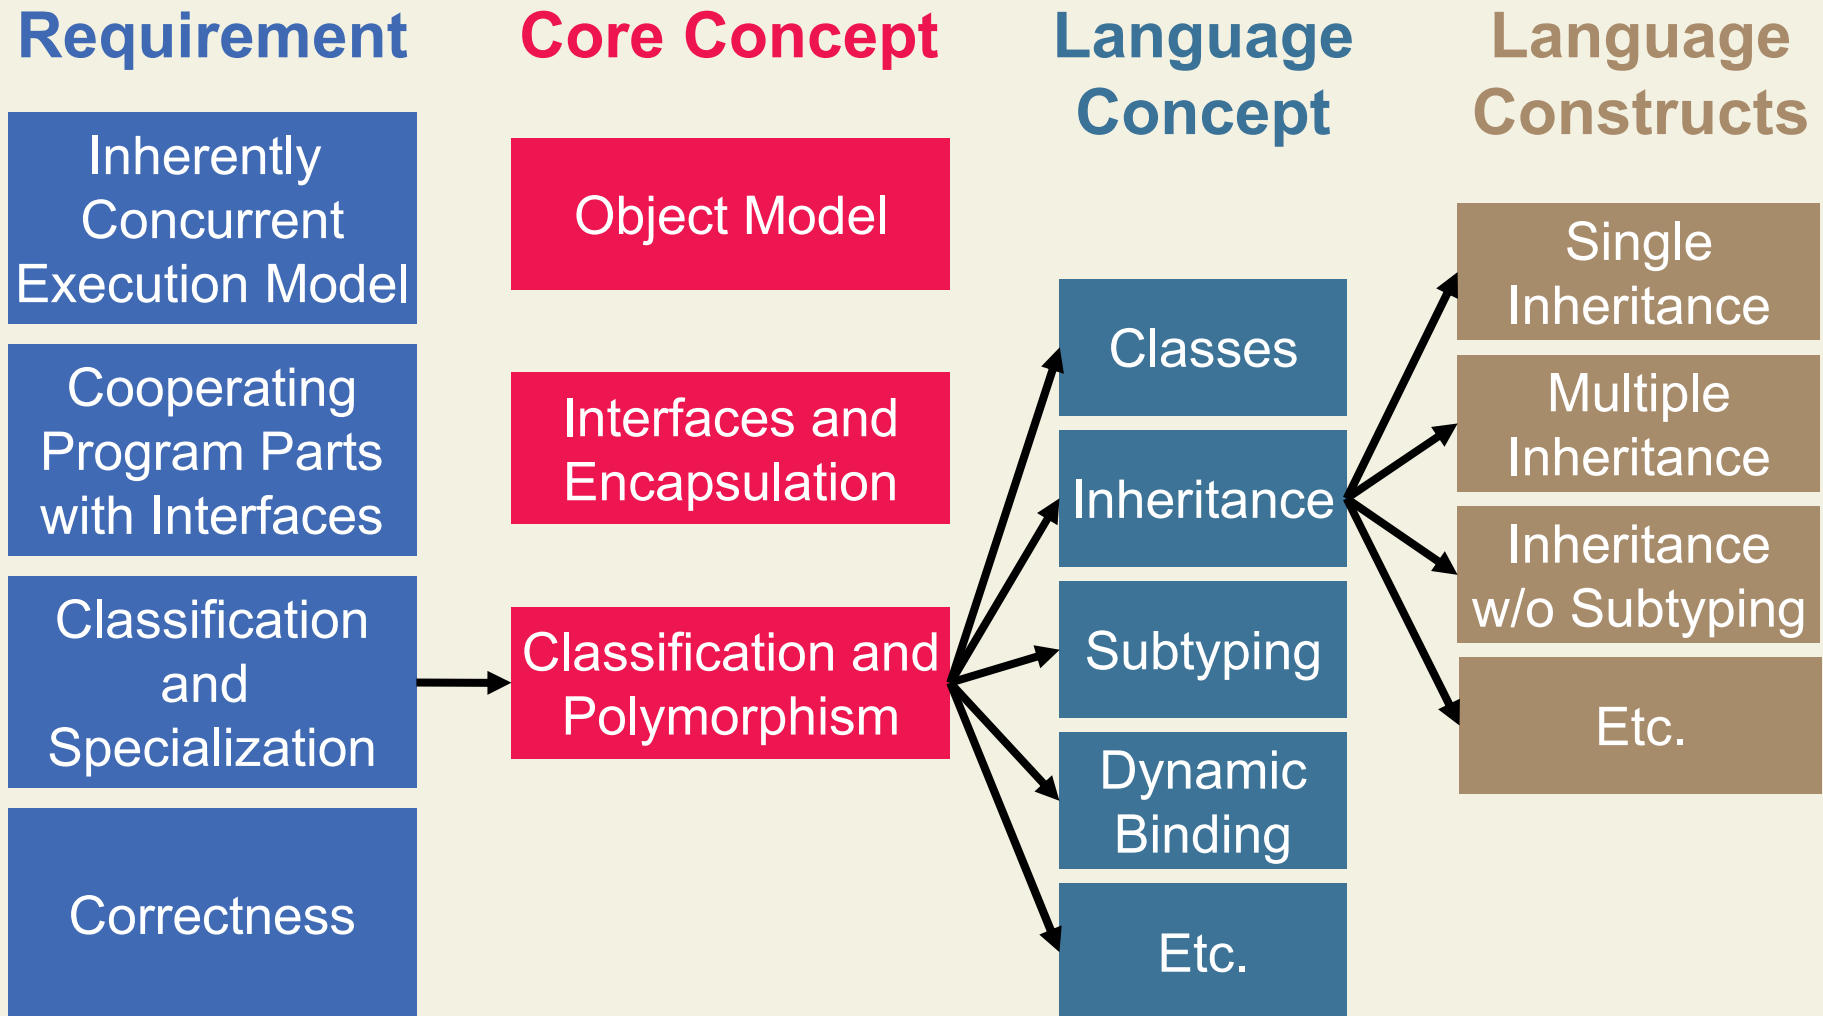 Requirement
Core Concept
Language
Concept
Language
Constructs
Inherently
Concurrent
Execution Model
Cooperating
Program Parts
with Interfaces
Classification
and
Specialization
Correctness
Object Model
Interfaces and
Encapsulation
Classification and
Polymorphism
Classes
Inheritance
Subtyping
Dynamic
Binding
Etc.
Single
Inheritance
Multiple
Inheritance
Inheritance
w/o Subtyping
Etc.